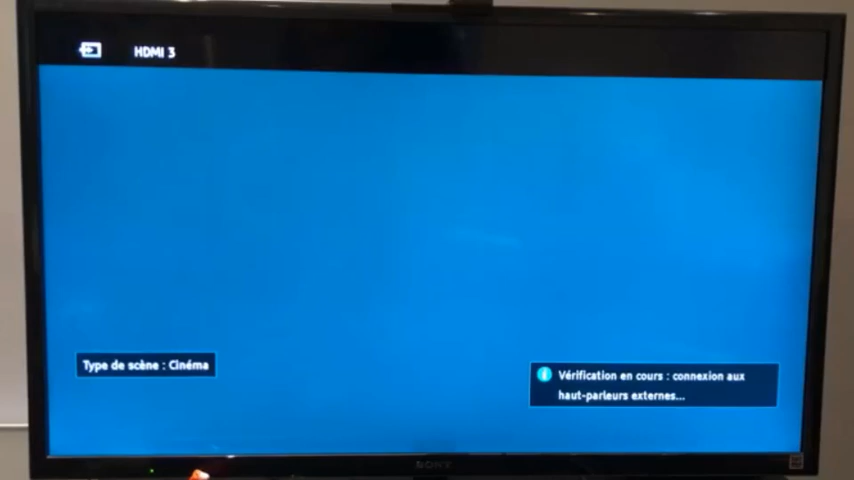 HDMI 3
Type de scène : Cinéma
Vérification en cours : connexion aux
haut-parleurs externes...
SONY